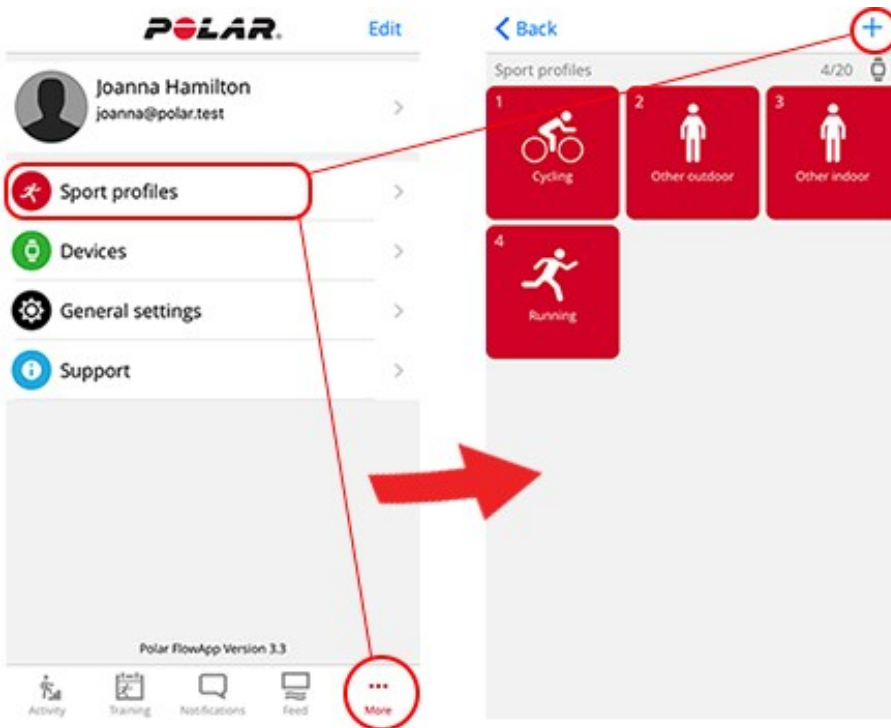 POLAR.
Edit
Joanna Hamilton
joanna@polar.test
Sport profiles
Devices
General settings
Support
Polar FlowApp Version 3.3
Activity
Training
Notifications
Feed
More
Back
Sport profiles
4/20
1
Cycling
2
Other outdoor
3
Other indoor
4
Running